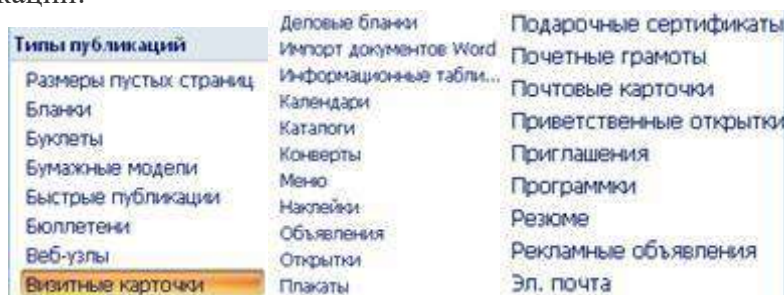 Типы публикаций
Размеры пустых страниц
Бланки
Буклеты
Бумажные модели
Быстрые публикации
Бюллетени
Веб-узлы
Визитные карточки
Деловые бланки
Импорт документов Word
Информационные табли...
Календари
Каталоги
Конверты
Меню
Наклейки
Объявления
Открытки
Плакаты
Подарочные сертификаты
Почетные грамоты
Почтовые карточки
Приветственные открытки
Приглашения
Программки
Резюме
Рекламные объявления
Эл. почта